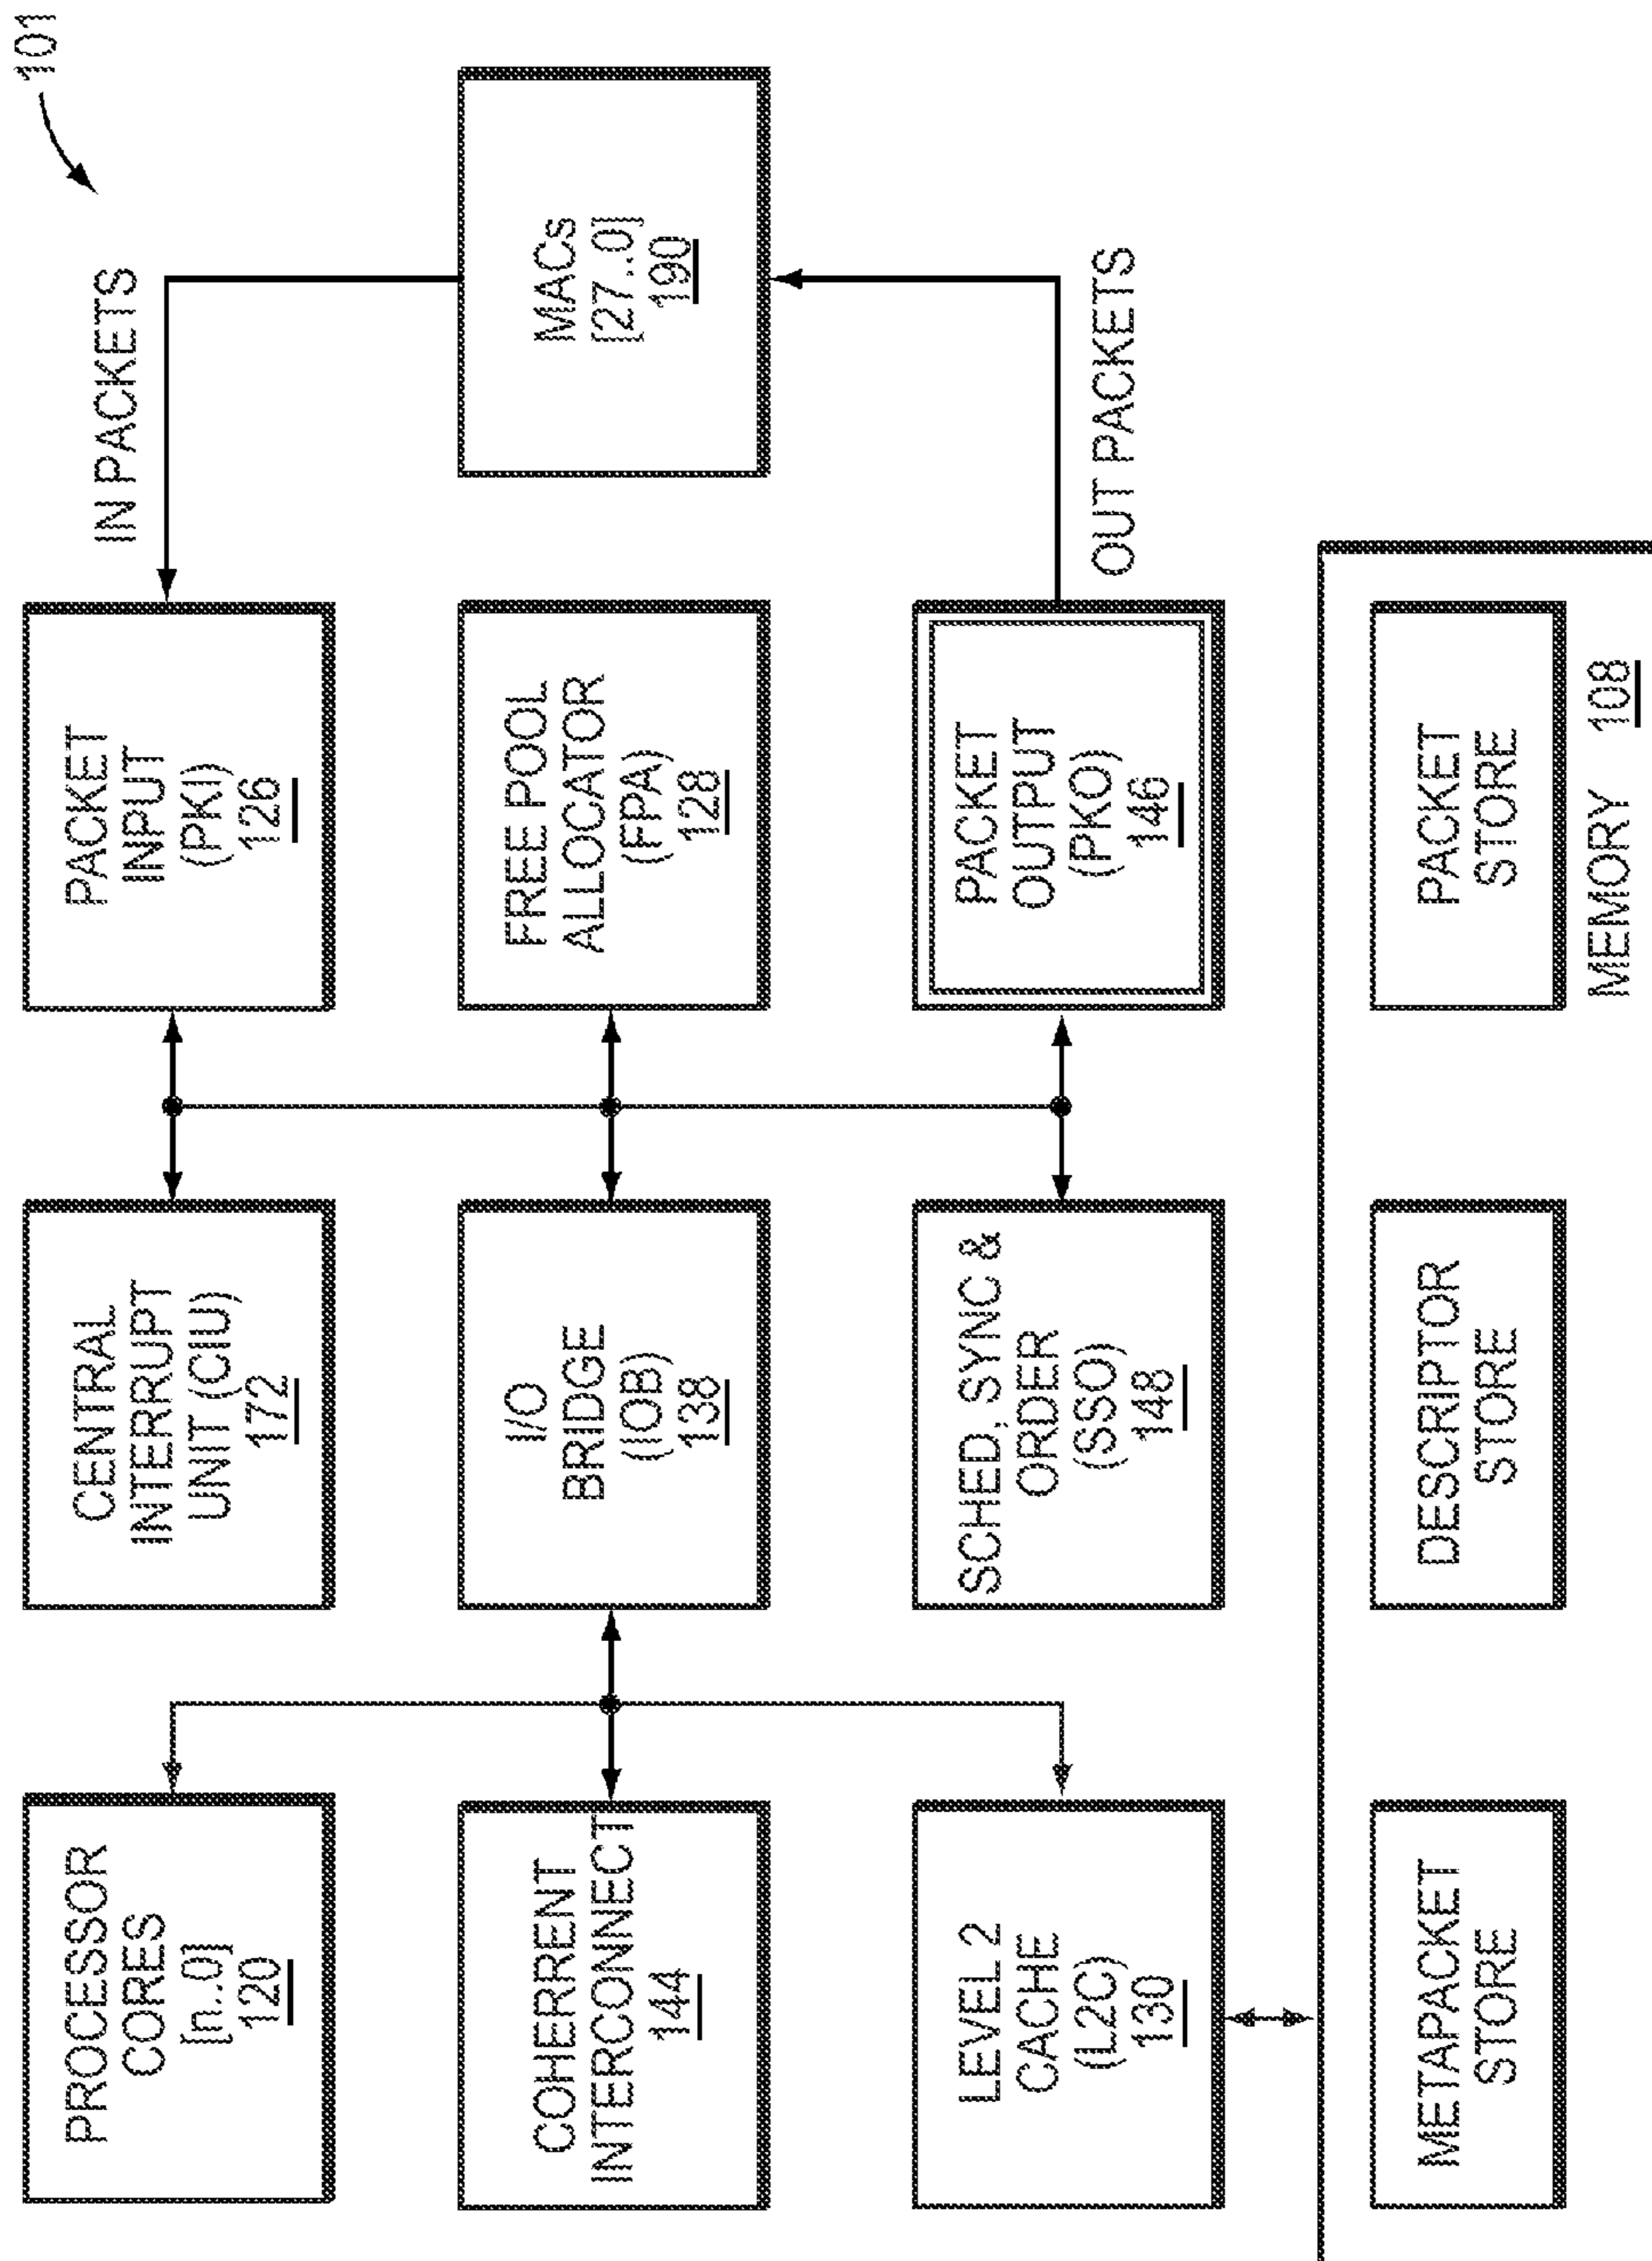 101
PROCESSOR
CORES
[n..0]
120
CENTRAL
INTERRUPT
UNIT (CIU)
172
PACKET
INPUT
(PKI)
126
IN PACKETS
COHERENT
INTERCONNECT
144
I/O
BRIDGE
(IOB)
138
FREE POOL
ALLOCATOR
(FPA)
128
MACs
[27..0]
190
LEVEL 2
CACHE
(L2C)
130
SCHED, SYNC &
ORDER
(SSO)
148
PACKET
OUTPUT
(PKO)
146
OUT PACKETS
METAPACKET
STORE
DESCRIPTOR
STORE
PACKET
STORE
MEMORY 108